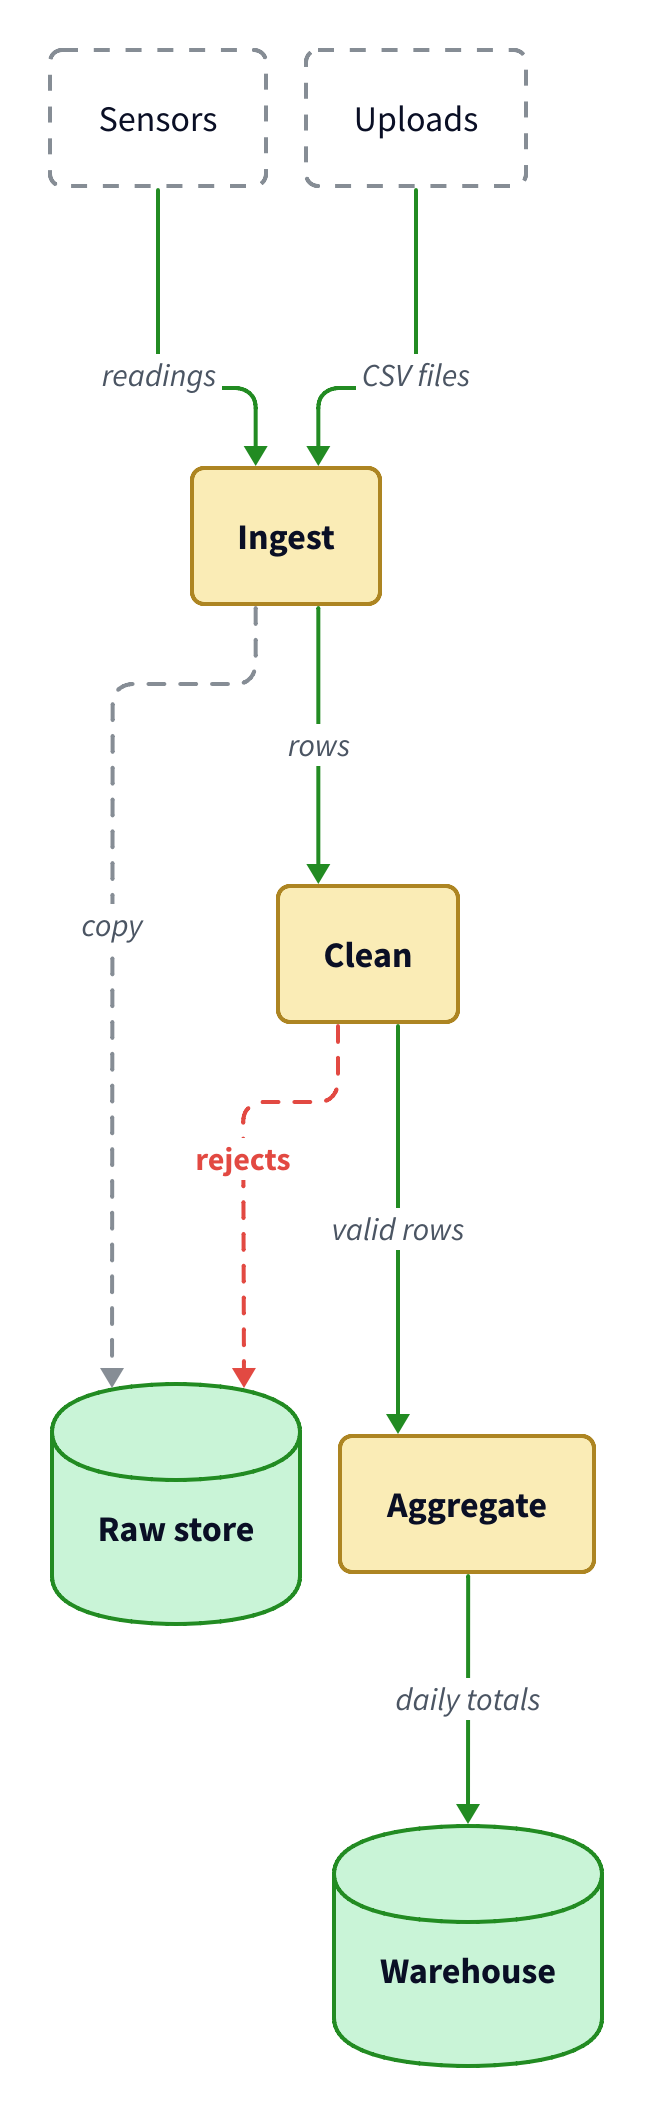 Sensors
Uploads
readings
CSV files
Ingest
rows
copy
Clean
rejects
valid rows
Raw store
Aggregate
daily totals
Warehouse